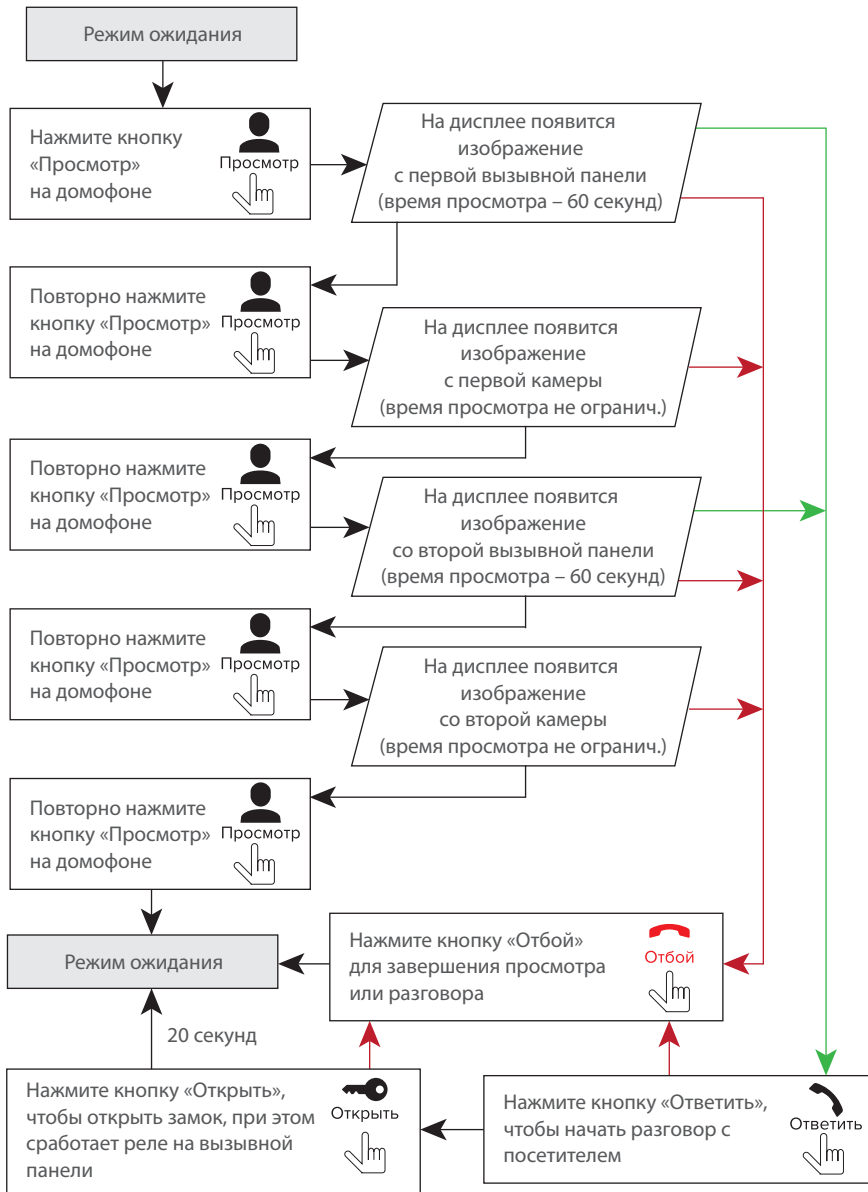 Режим ожидания
Нажмите кнопку
«Просмотр»
на домофоне
Просмотр
На дисплее появится
изображение
с первой вызывной панели
(время просмотра – 60 секунд)
Повторно нажмите
кнопку «Просмотр»
на домофоне
Просмотр
На дисплее появится
изображение
с первой камеры
(время просмотра не огранич.)
Повторно нажмите
кнопку «Просмотр»
на домофоне
Просмотр
На дисплее появится
изображение
со второй вызывной панели
(время просмотра – 60 секунд)
Повторно нажмите
кнопку «Просмотр»
на домофоне
Просмотр
На дисплее появится
изображение
со второй камеры
(время просмотра не огранич.)
Повторно нажмите
кнопку «Просмотр»
на домофоне
Просмотр
Режим ожидания
Нажмите кнопку «Отбой»
для завершения просмотра
или разговора
Отбой
20 секунд
Нажмите кнопку «Открыть»,
чтобы открыть замок, при этом
сработает реле на вызывной
панели
Открыть
Нажмите кнопку «Ответить»,
чтобы начать разговор с
посетителем
Ответить